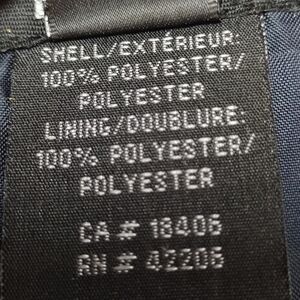 SHELL/EXTÉRIEUR:
100% POLYESTER/
POLYESTER
LINING/DOUBLURE:
100% POLYESTER/
POLYESTER
CA # 18406
RN # 42206